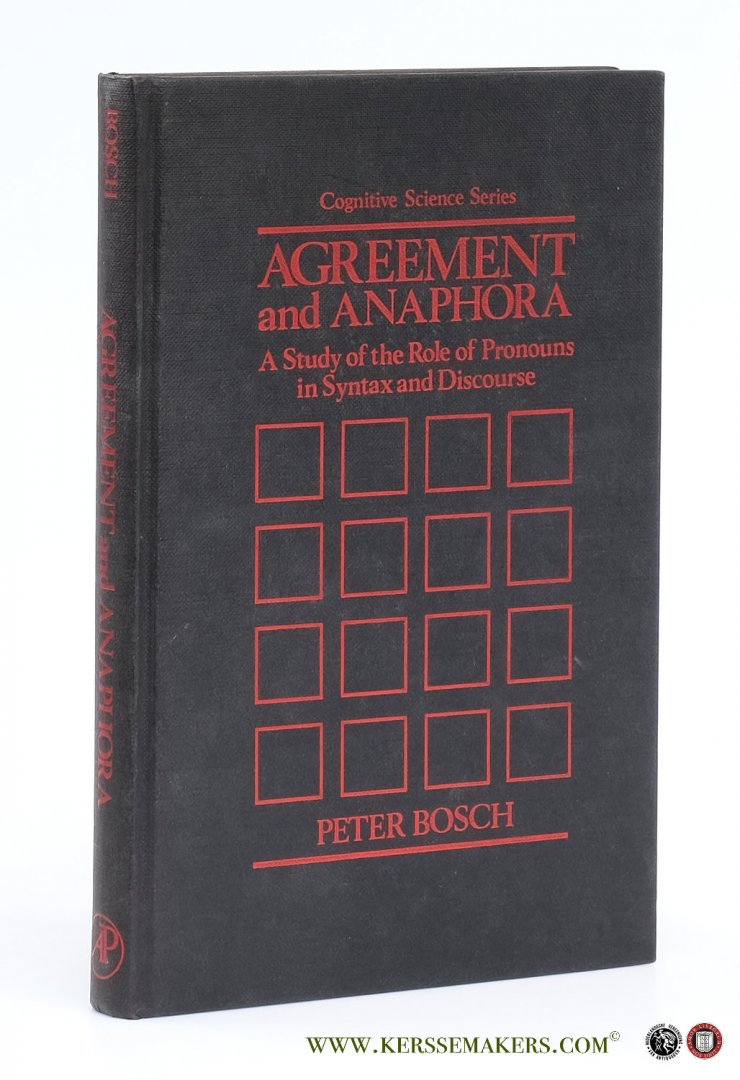 Cognitive Science Series
AGREEMENT
and ANAPHORA
A Study of the Role of Pronouns
in Syntax and Discourse
PETER BOSCH
BOSCH
AGREEMENT and ANAPHORA
AP
WWW.KERSSEMAKERS.COM©